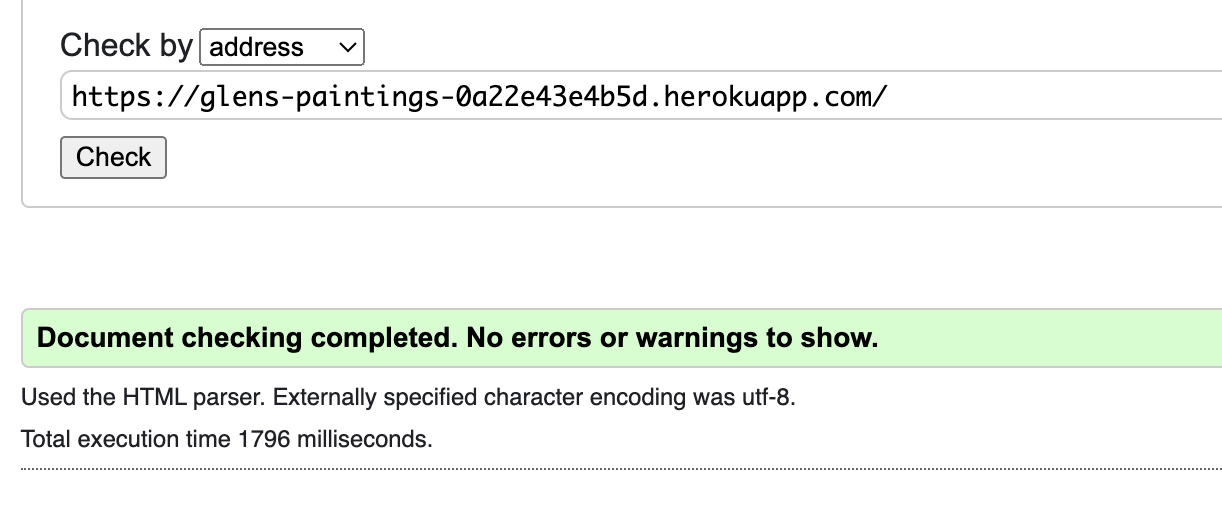 Check by address
https://glens-paintings-0a22e43e4b5d.herokuapp.com/
Check
Document checking completed. No errors or warnings to show.
Used the HTML parser. Externally specified character encoding was utf-8.
Total execution time 1796 milliseconds.